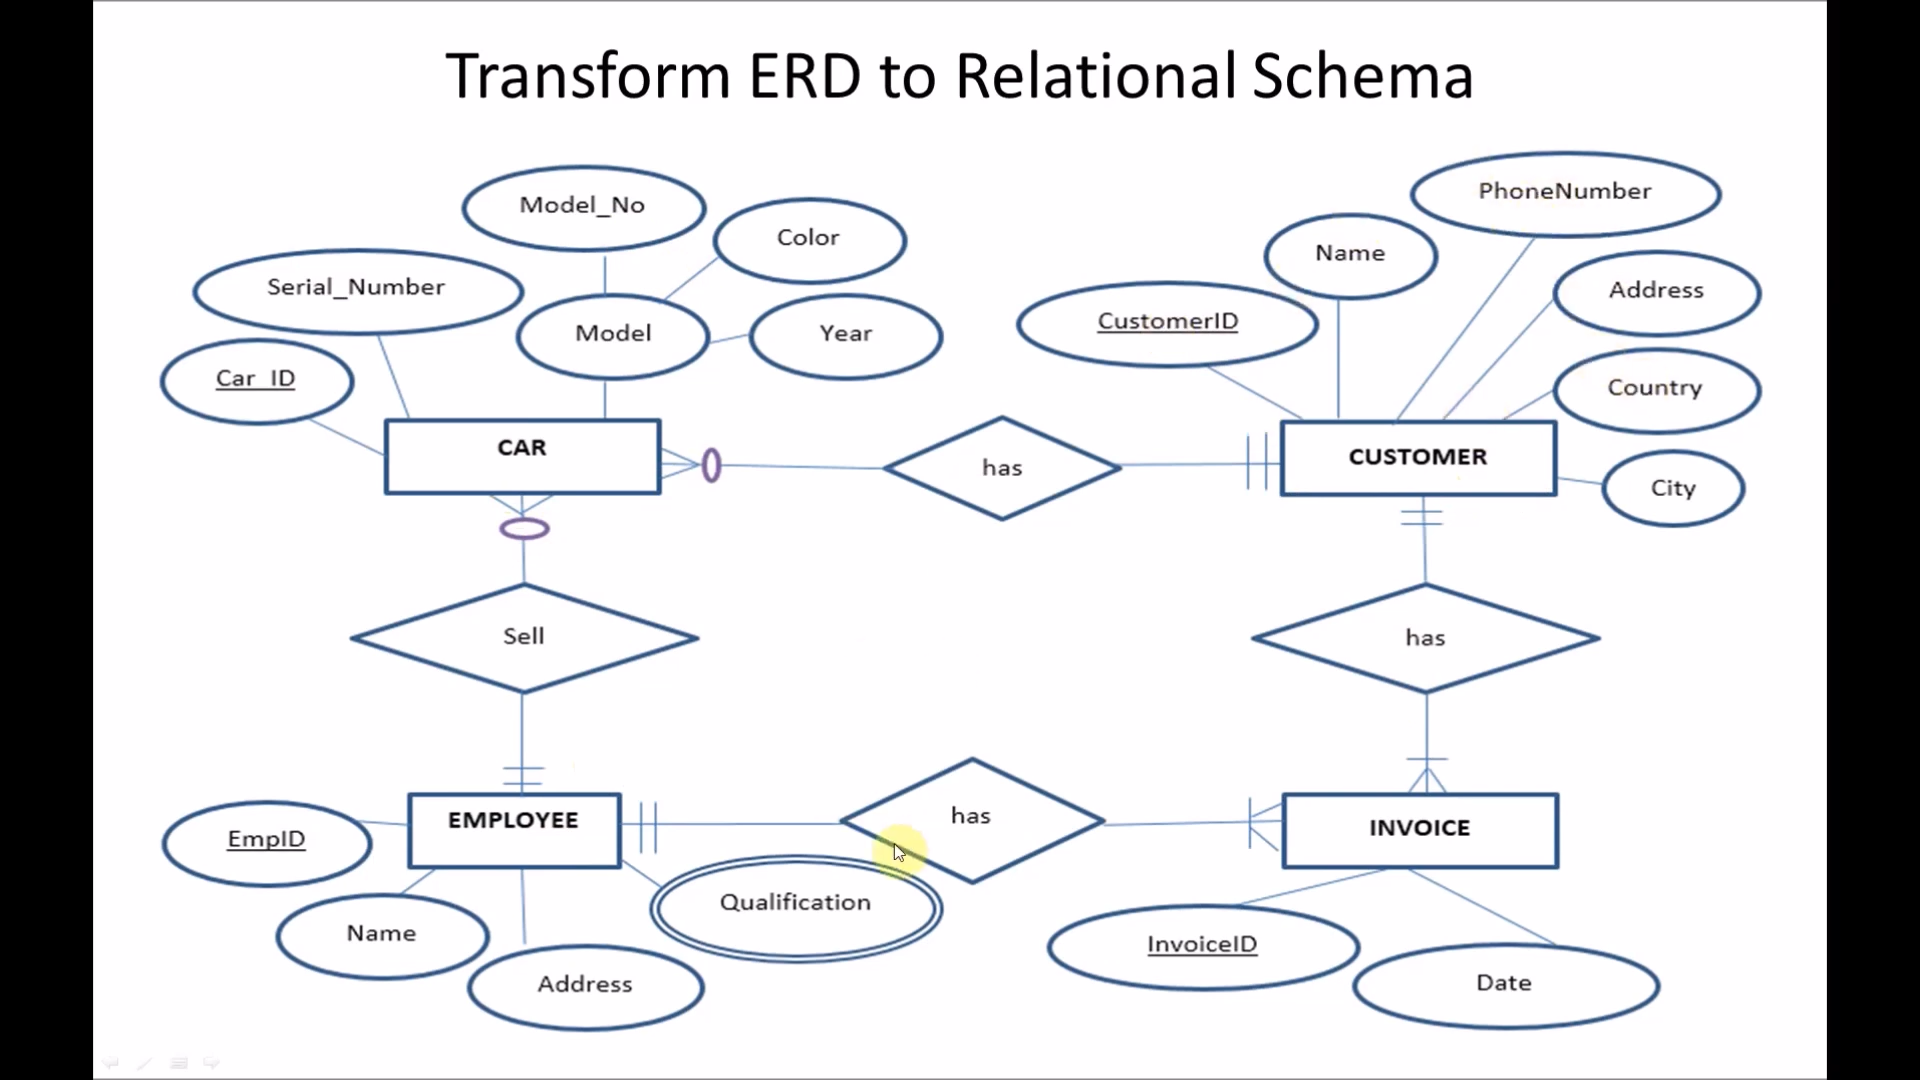 Transform ERD to Relational Schema
PhoneNumber
Model_No
Color
Name
Serial_Number
Address
CustomerID
Model
Year
Car_ID
Country
CAR
CUSTOMER
has
City
Sell
has
EMPLOYEE
has
INVOICE
EmpID
Qualification
Name
InvoiceID
Address
Date